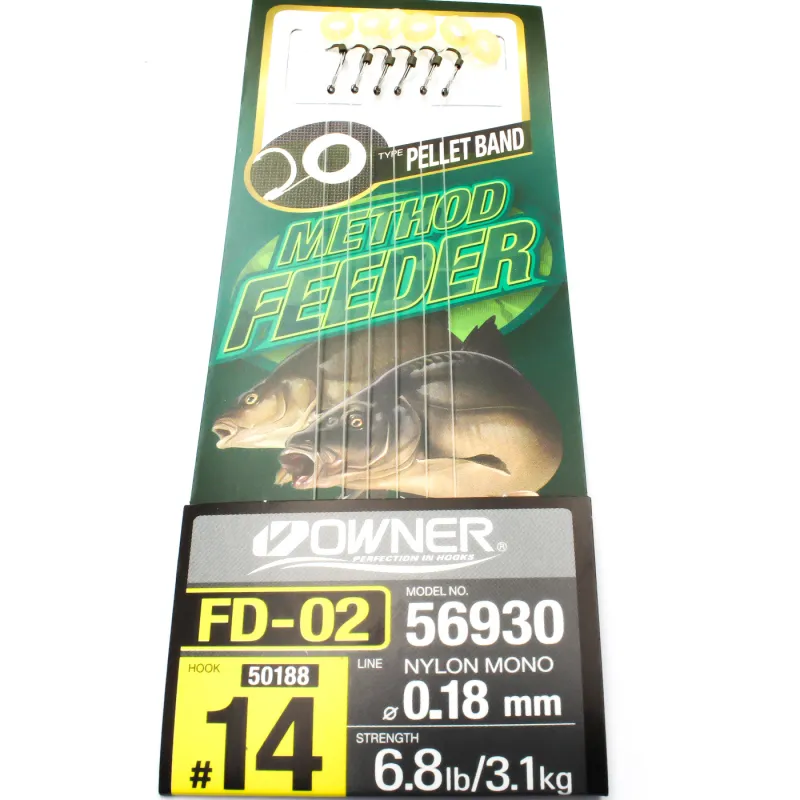 TYPE PELLET BAND
METHOD
FEEDER
OWNER®
PERFECTION IN HOOKS
FD-02
MODEL NO.
56930
HOOK 50188
#14
LINE NYLON MONO
ø 0.18 mm
STRENGTH
6.8lb/3.1kg